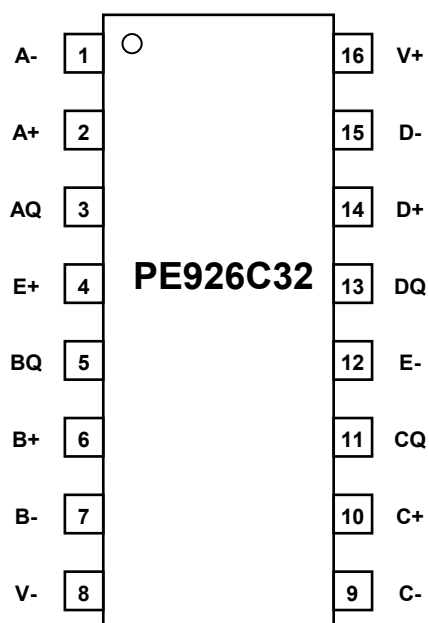 A- 1 16 V+
A+ 2 15 D-
AQ 3 14 D+
E+ 4 PE926C32 13 DQ
BQ 5 12 E-
B+ 6 11 CQ
B- 7 10 C+
V- 8 9 C-